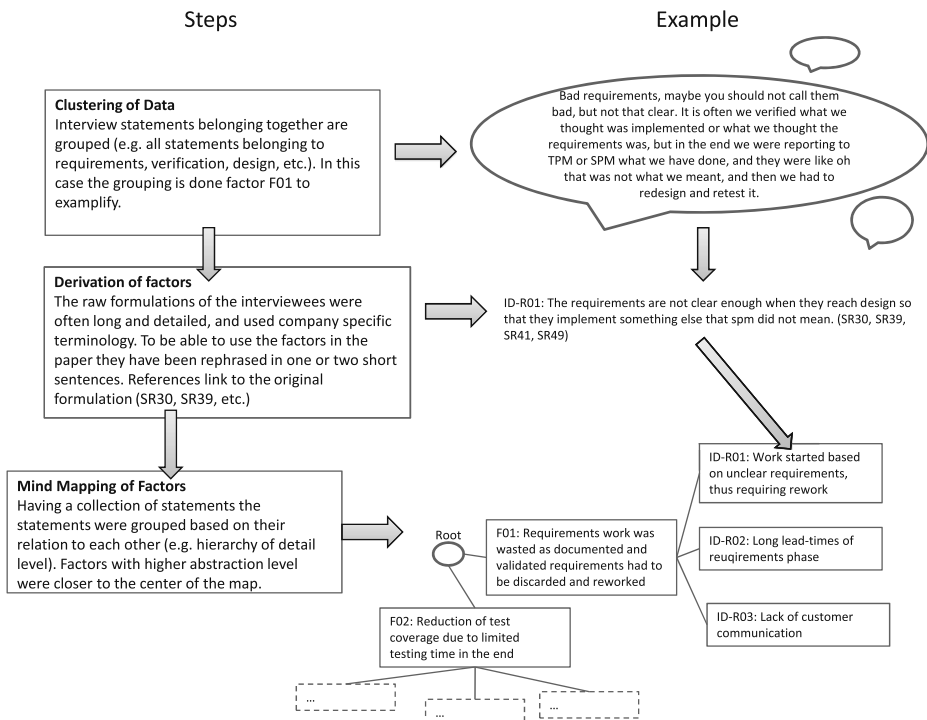 Steps
Example
Clustering of Data
Interview statements belonging together are
grouped (e.g. all statements belonging to
requirements, verification, design, etc.). In this
case the grouping is done factor F01 to
examplify.
Bad requirements, maybe you should not call them
bad, but not that clear. It is often we verified what we
thought was implemented or what we thought the
requirements was, but in the end we were reporting to
TPM or SPM what we have done, and they were like oh
that was not what we meant, and then we had to
redesign and retest it.
Derivation of factors
The raw formulations of the interviewees were
often long and detailed, and used company specific
terminology. To be able to use the factors in the
paper they have been rephrased in one or two short
sentences. References link to the original
formulation (SR30, SR39, etc.)
ID-R01: The requirements are not clear enough when they reach design so
that they implement something else that spm did not mean. (SR30, SR39,
SR41, SR49)
Mind Mapping of Factors
Having a collection of statements the
statements were grouped based on their
relation to each other (e.g. hierarchy of detail
level). Factors with higher abstraction level
were closer to the center of the map.
Root
F01: Requirements work was
wasted as documented and
validated requirements had to
be discarded and reworked
ID-R01: Work started based
on unclear requirements,
thus requiring rework
ID-R02: Long lead-times of
reuqirements phase
ID-R03: Lack of customer
communication
F02: Reduction of test
coverage due to limited
testing time in the end
...
...
...